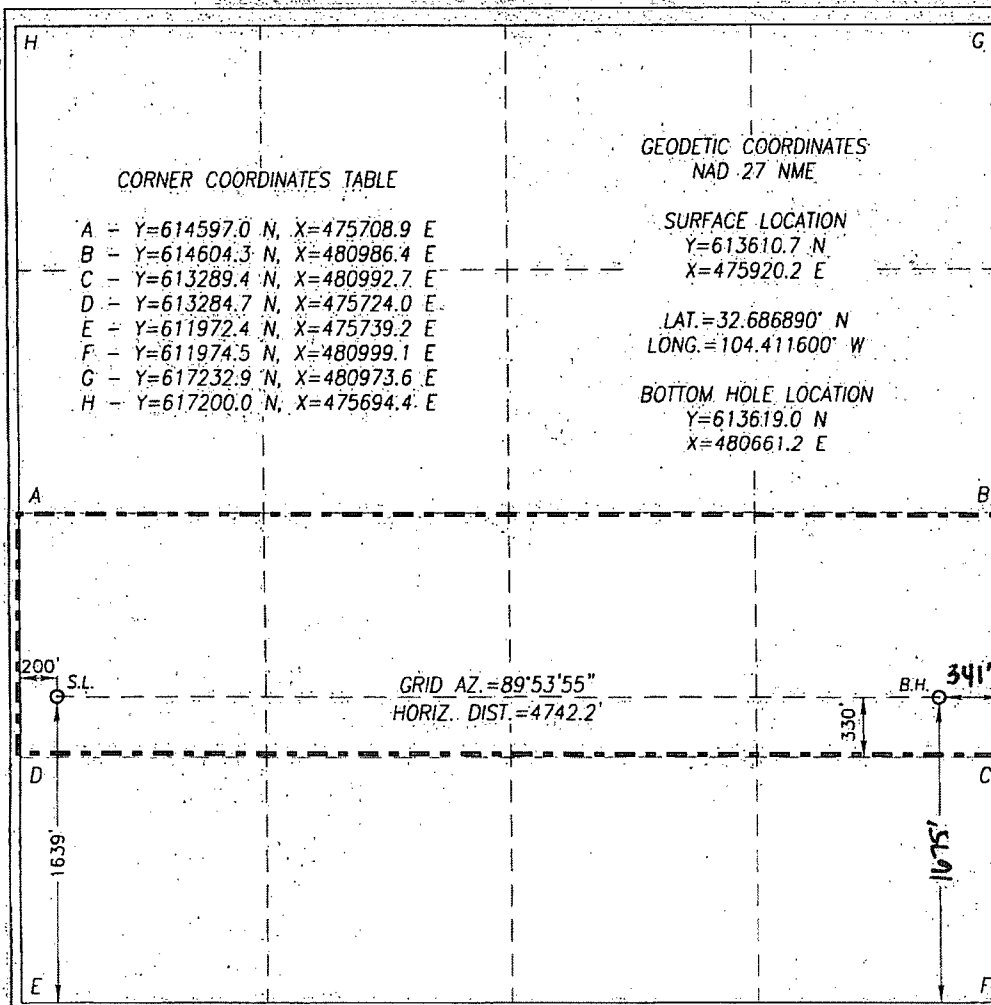 H
G
CORNER COORDINATES TABLE
A - Y=614597.0 N, X=475708.9 E
B - Y=614604.3 N, X=480986.4 E
C - Y=613289.4 N, X=480992.7 E
D - Y=613284.7 N, X=475724.0 E
E - Y=611972.4 N, X=475739.2 E
F - Y=611974.5 N, X=480999.1 E
G - Y=617232.9 N, X=480973.6 E
H - Y=617200.0 N, X=475694.4 E
GEODETIC COORDINATES
NAD 27 NME
SURFACE LOCATION
Y=613610.7 N
X=475920.2 E
LAT.=32.686890° N
LONG.=104.411600° W
BOTTOM HOLE LOCATION
Y=613619.0 N
X=480661.2 E
A
B
200'
S.L.
GRID AZ.=89°53'55"
HORIZ. DIST.=4742.2'
330'
B.H.
341'
D
C
1639'
1675'
E
F